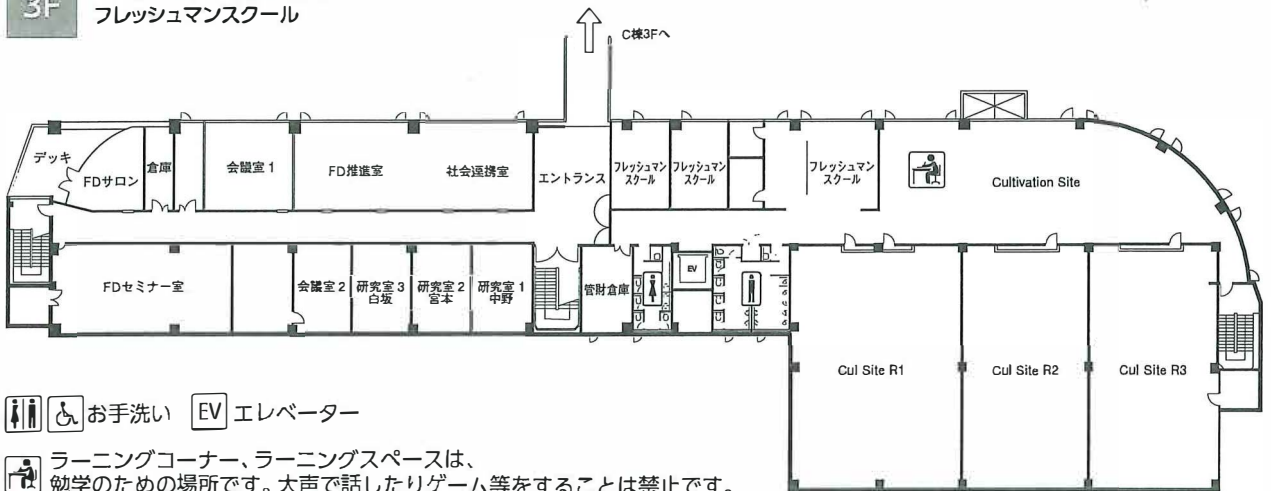 3F
フレッシュマンスクール
C棟3Fへ
デッキ
FDサロン
倉庫
会議室1
FD推進室
社会連携室
エントランス
フレッシュマン
スクール
フレッシュマン
スクール
フレッシュマン
スクール
Cultivation Site
FDセミナー室
会議室2
研究室3
白坂
研究室2
宮本
研究室1
中野
管財倉庫
EV
Cul Site R1
Cul Site R2
Cul Site R3
お手洗い EV エレベーター
ラーニングコーナー、ラーニングスペースは、
勉学のための場所です。大声で話したりゲーム等をすることは禁止です。